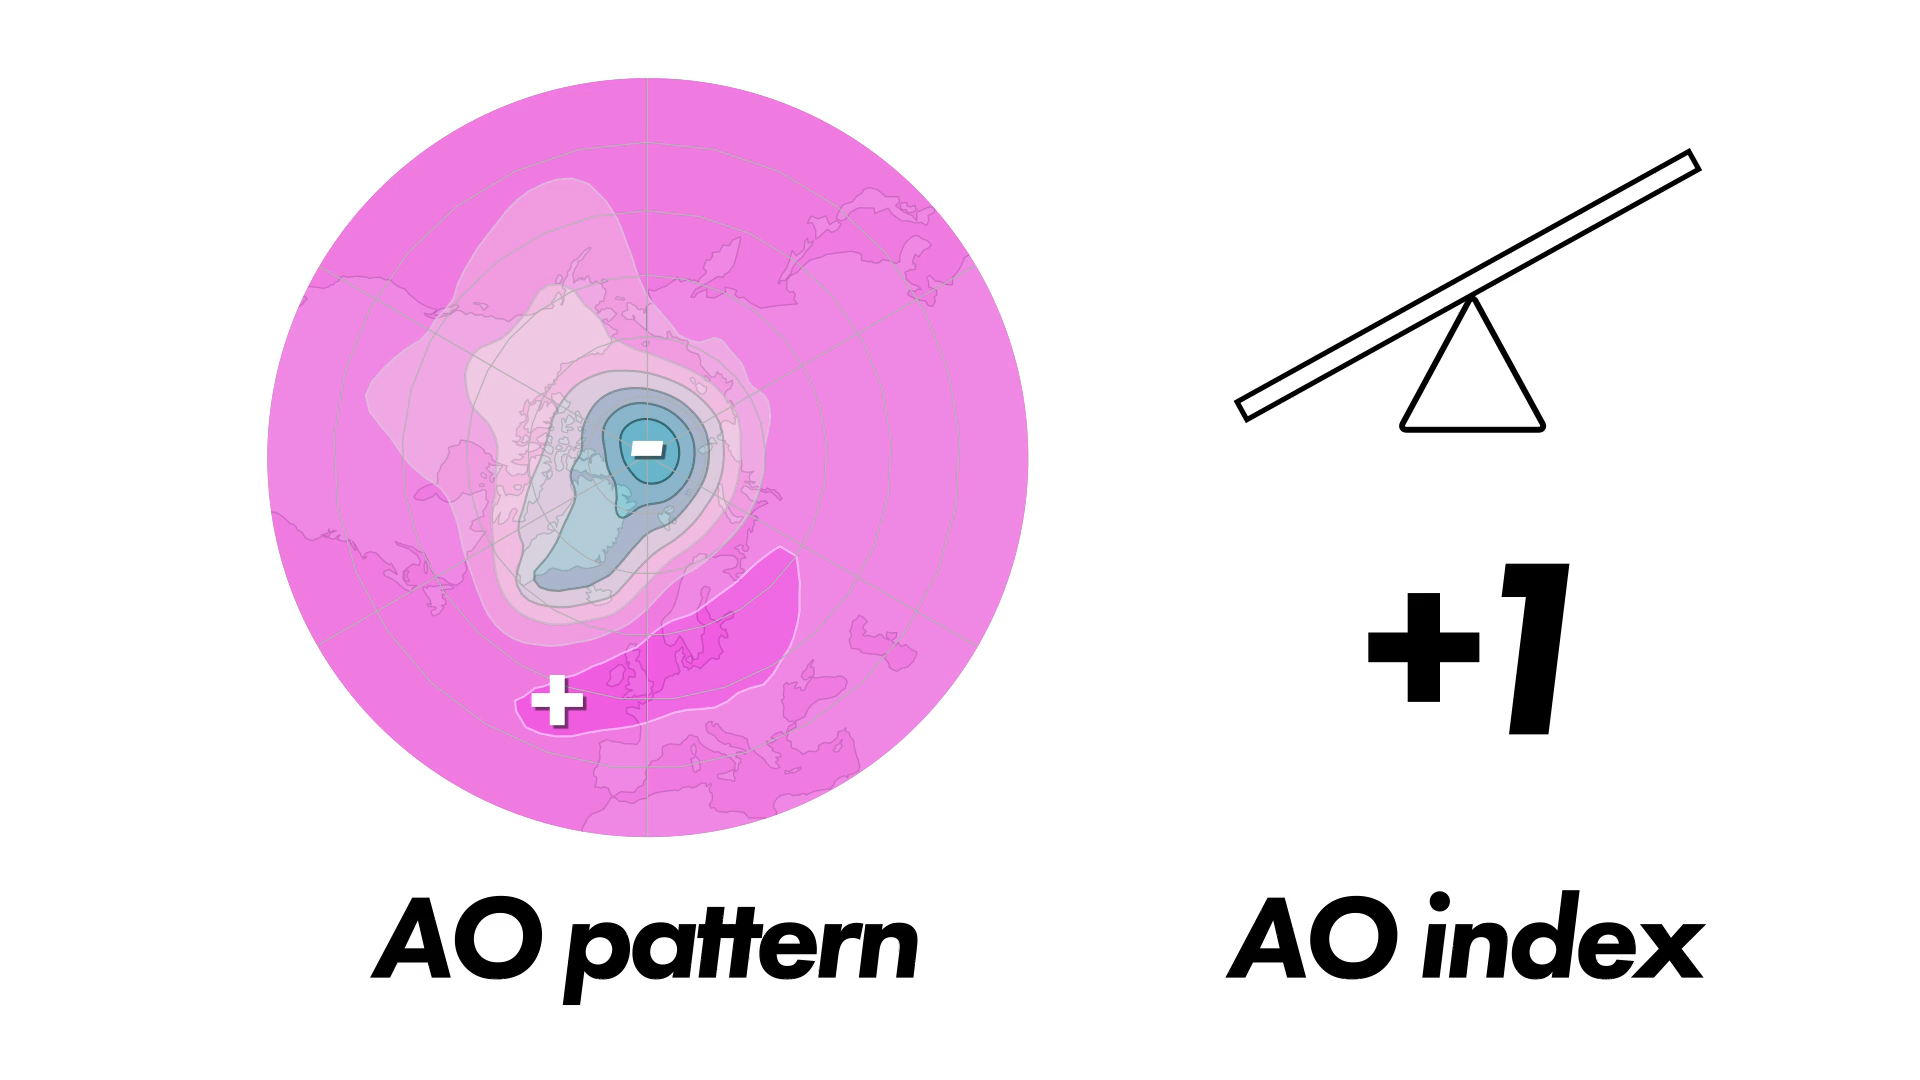 -
+
+1
AO pattern
AO index